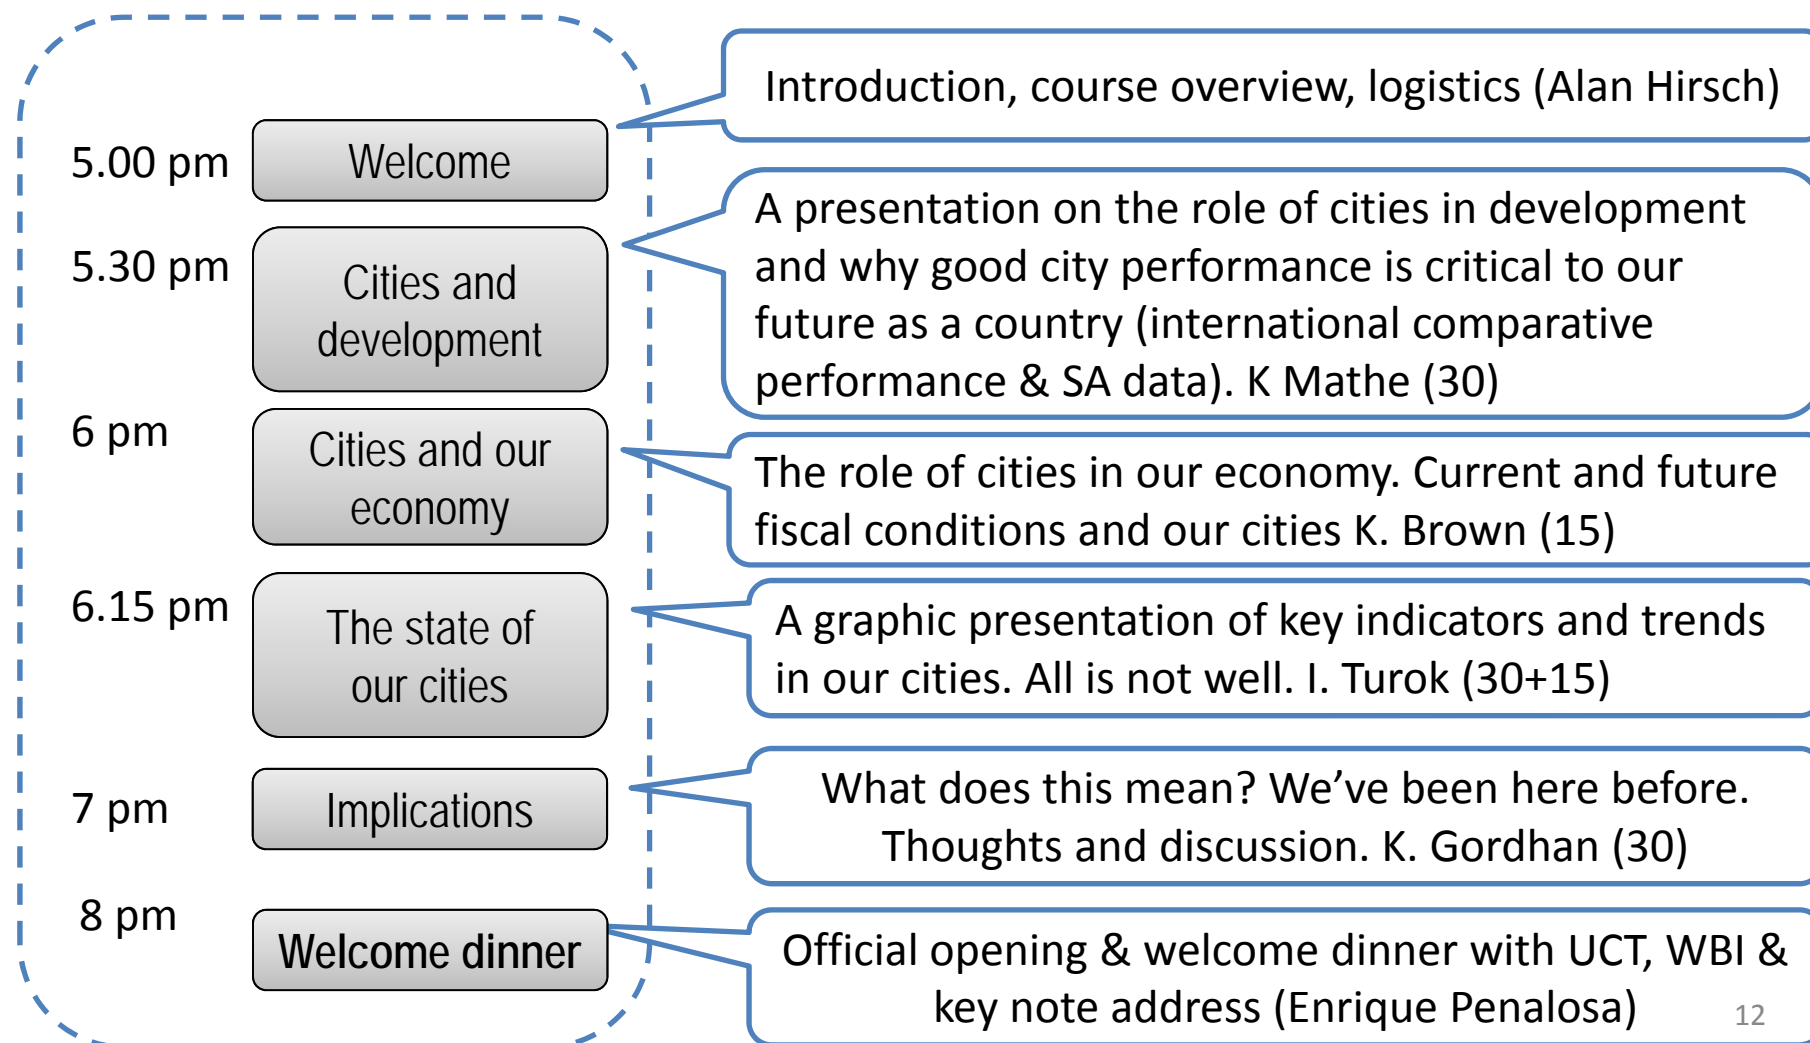 5.00 pm
Welcome
Introduction, course overview, logistics (Alan Hirsch)
5.30 pm
Cities and
development
A presentation on the role of cities in development
and why good city performance is critical to our
future as a country (international comparative
performance & SA data). K Mathe (30)
6 pm
Cities and our
economy
The role of cities in our economy. Current and future
fiscal conditions and our cities K. Brown (15)
6.15 pm
The state of
our cities
A graphic presentation of key indicators and trends
in our cities. All is not well. I. Turok (30+15)
7 pm
Implications
What does this mean? We’ve been here before.
Thoughts and discussion. K. Gordhan (30)
8 pm
Welcome dinner
Official opening & welcome dinner with UCT, WBI &
key note address (Enrique Penalosa)
12